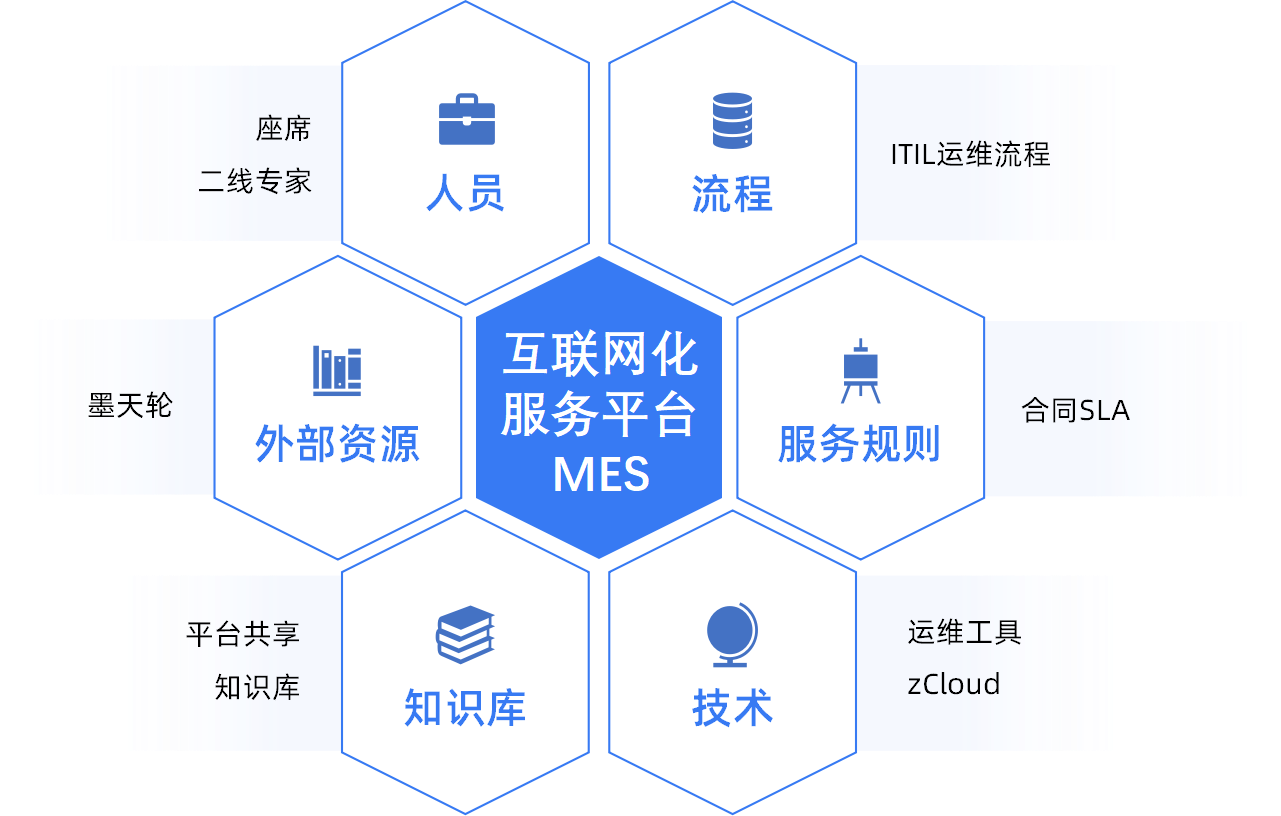 座席
二线专家
人员
流程
ITIL运维流程
墨天轮
外部资源
互联网化
服务平台
MES
服务规则
合同SLA
平台共享
知识库
知识库
技术
运维工具
zCloud